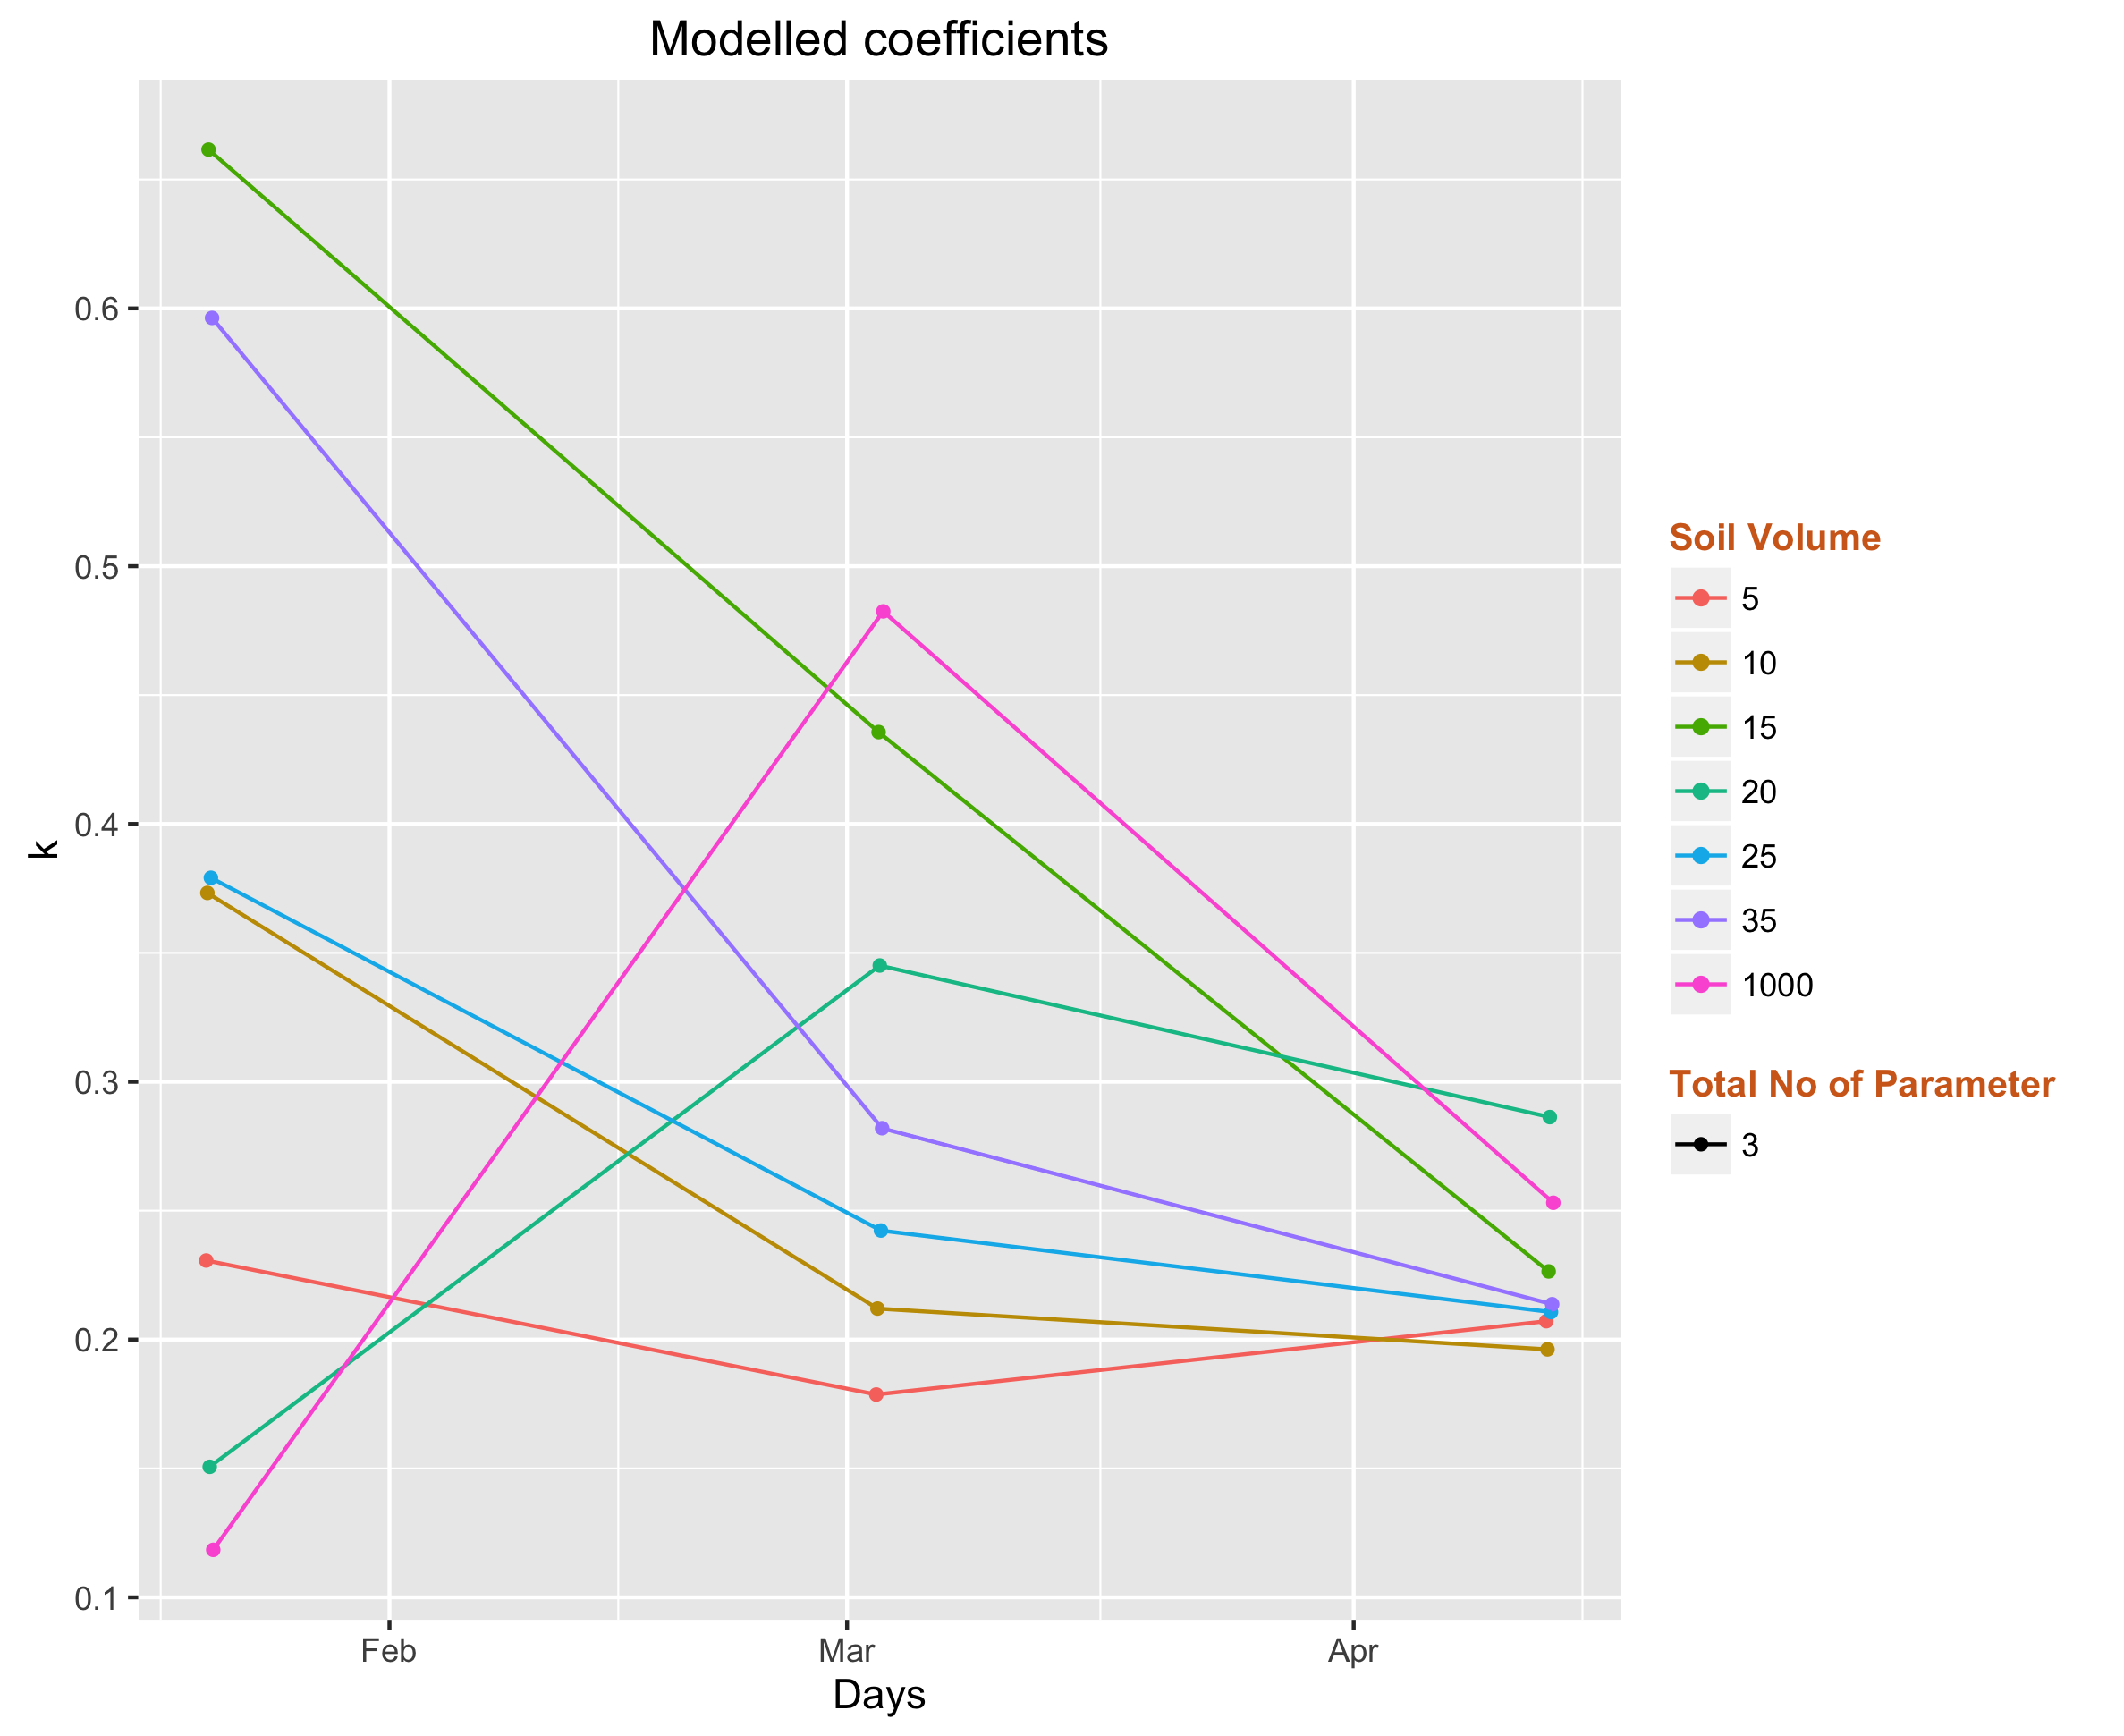 Modelled coefficients
0.6
0.5
0.4
0.3
0.2
0.1
k
Feb Mar Apr
Days
Soil Volume
5
10
15
20
25
35
1000
Total No of Parameter
3